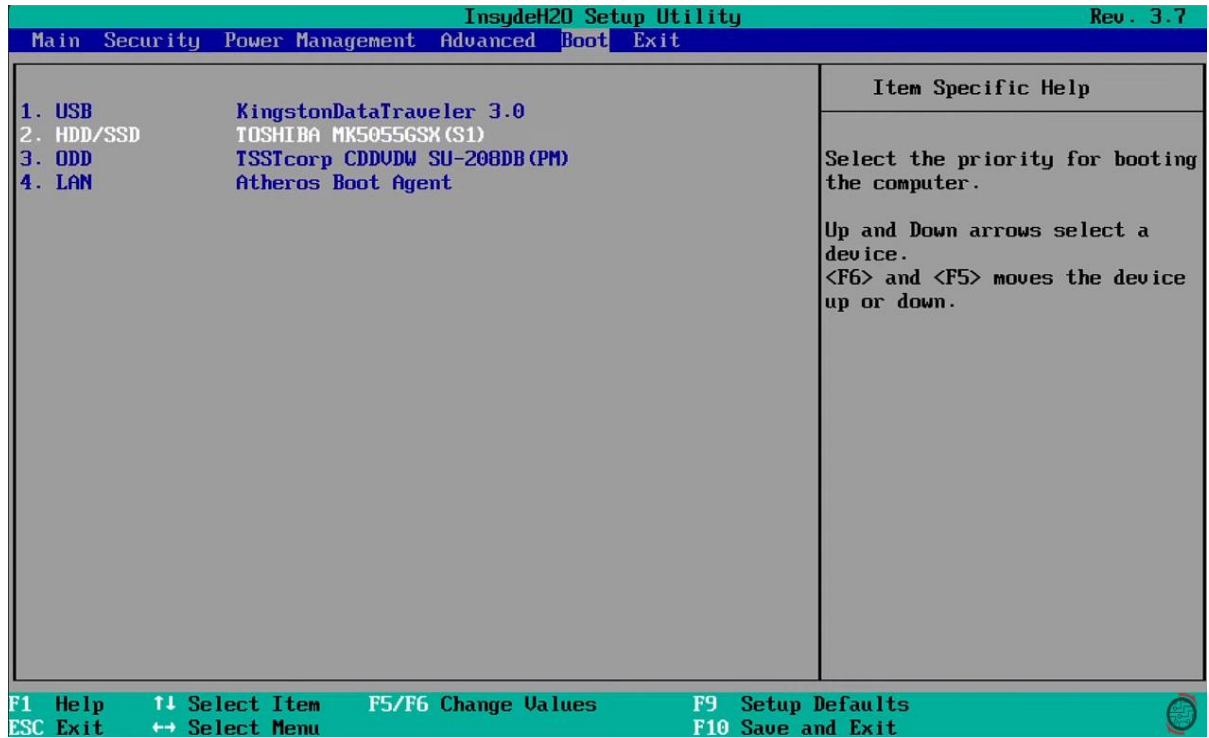 InsydeH20 Setup Utility Rev. 3.7
Main Security Power Management Advanced Boot Exit
1. USB KingstonDataTraveler 3.0
2. HDD/SSD TOSHIBA MK5055GSX(S1)
3. ODD TSSTcorp CDDVDW SU-208DB(PM)
4. LAN Atheros Boot Agent
Item Specific Help
Select the priority for booting
the computer.
Up and Down arrows select a
device.
<F6> and <F5> moves the device
up or down.
F1 Help ↑↓ Select Item F5/F6 Change Values F9 Setup Defaults
ESC Exit ↔ Select Menu F10 Save and Exit